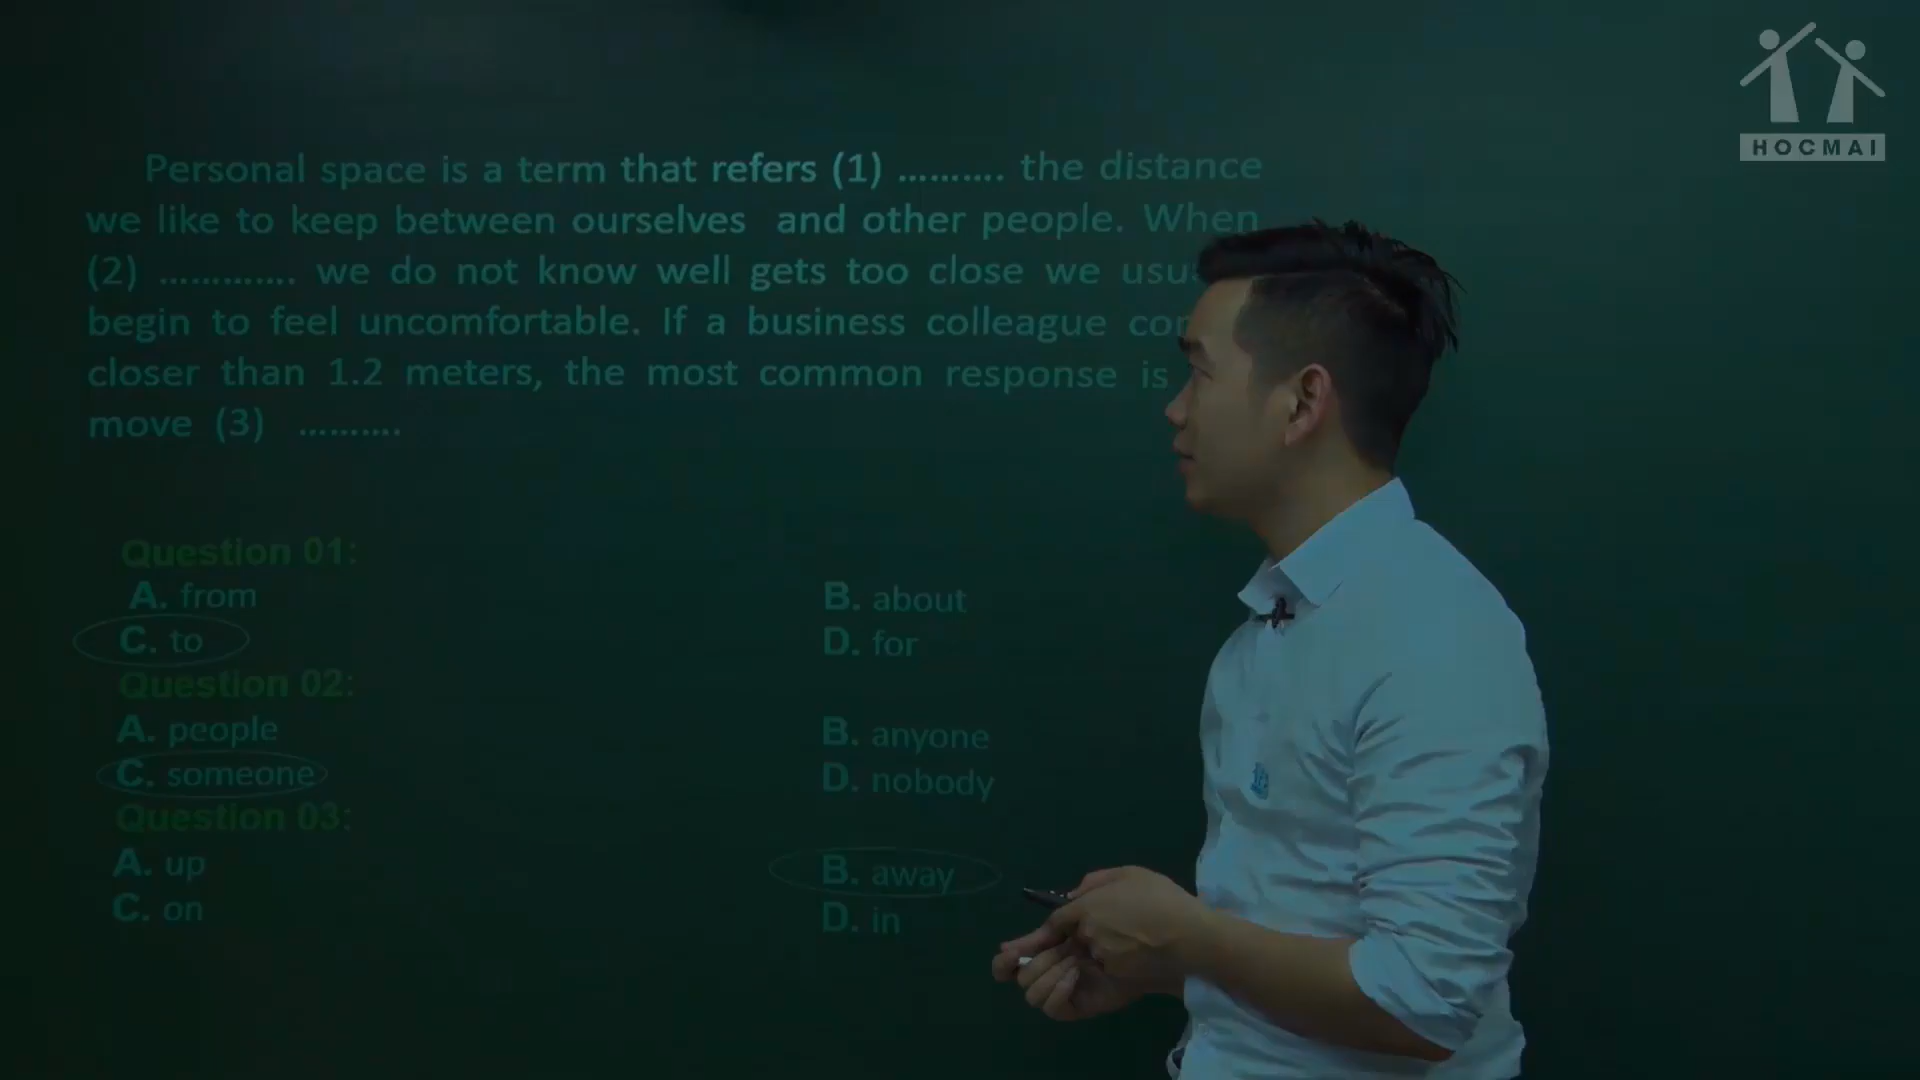 HOCMAI
Personal space is a term that refers (1) .......... the distance
we like to keep between ourselves and other people. When
(2) ............. we do not know well gets too close we
begin to feel uncomfortable. If a business colleague
closer than 1.2 meters, the most common response is
move (3) ..........
Question 01:
A. from B. about
C. to D. for
Question 02:
A. people B. anyone
C. someone D. nobody
Question 03:
A. up B. away
C. on D. in